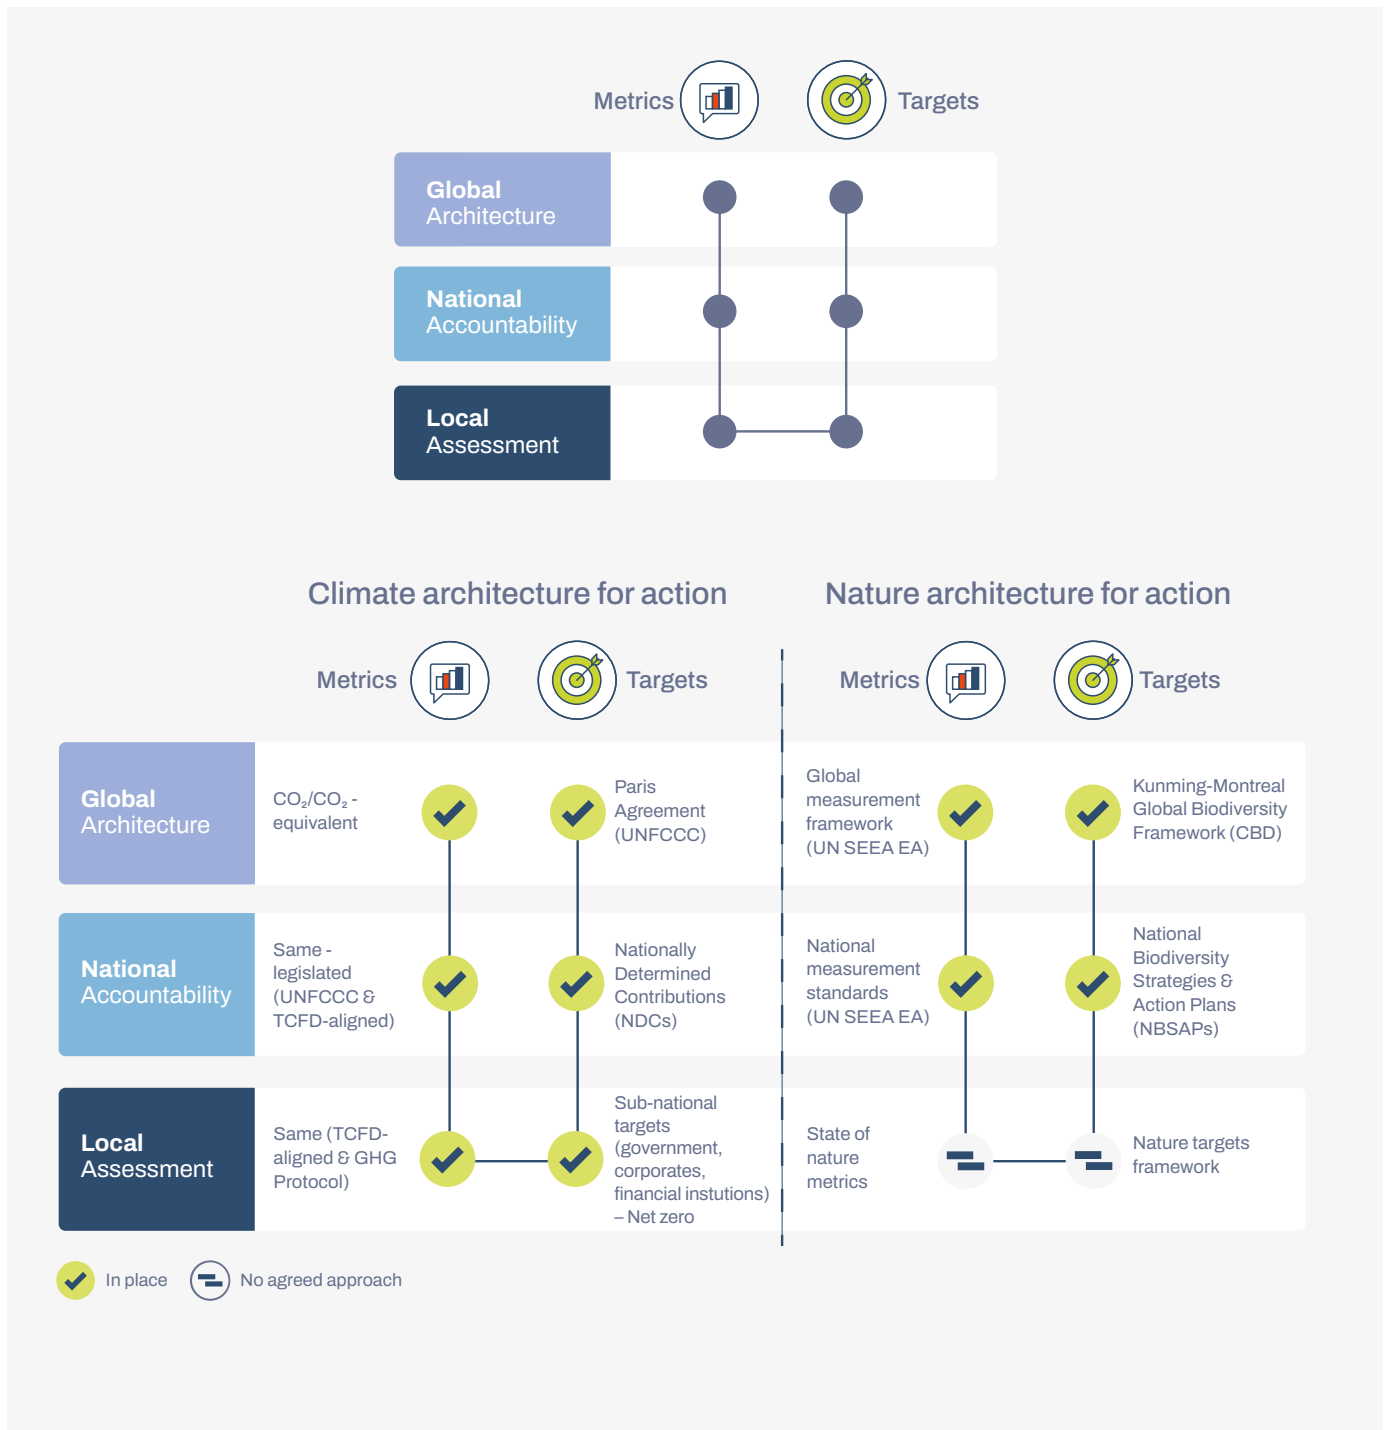 Metrics
Targets
Global
Architecture
National
Accountability
Local
Assessment
Climate architecture for action
Nature architecture for action
Metrics
Targets
Metrics
Targets
Global
Architecture
CO₂/CO₂ -
equivalent
Paris
Agreement
(UNFCCC)
Global
measurement
framework
(UN SEEA EA)
Kunming-Montreal
Global Biodiversity
Framework (CBD)
National
Accountability
Same -
legislated
(UNFCCC &
TCFD-aligned)
Nationally
Determined
Contributions
(NDCs)
National
measurement
standards
(UN SEEA EA)
National
Biodiversity
Strategies &
Action Plans
(NBSAPs)
Local
Assessment
Same (TCFD-
aligned & GHG
Protocol)
Sub-national
targets
(government,
corporates,
financial instutions)
– Net zero
State of
nature
metrics
Nature targets
framework
In place
No agreed approach